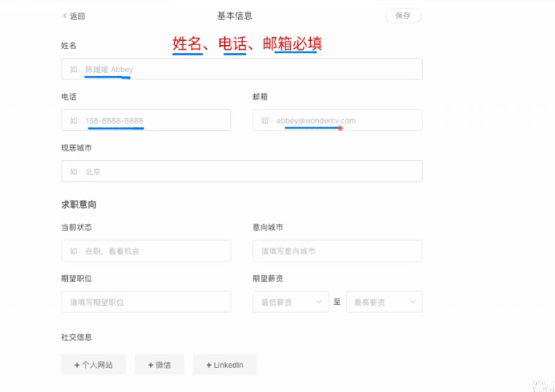 返回 基本信息 保存
姓名、电话、邮箱必填
姓名
如：陈媛媛 Abbey
电话 邮箱
如：138-8888-8888 如：abbey@wondercv.com
现居城市
如：北京
求职意向
当前状态 意向城市
如：在职，看看机会 请填写意向城市
期望职位 期望薪资
请填写期望职位 最低薪资 至 最高薪资
社交信息
+ 个人网站 + 微信 + LinkedIn